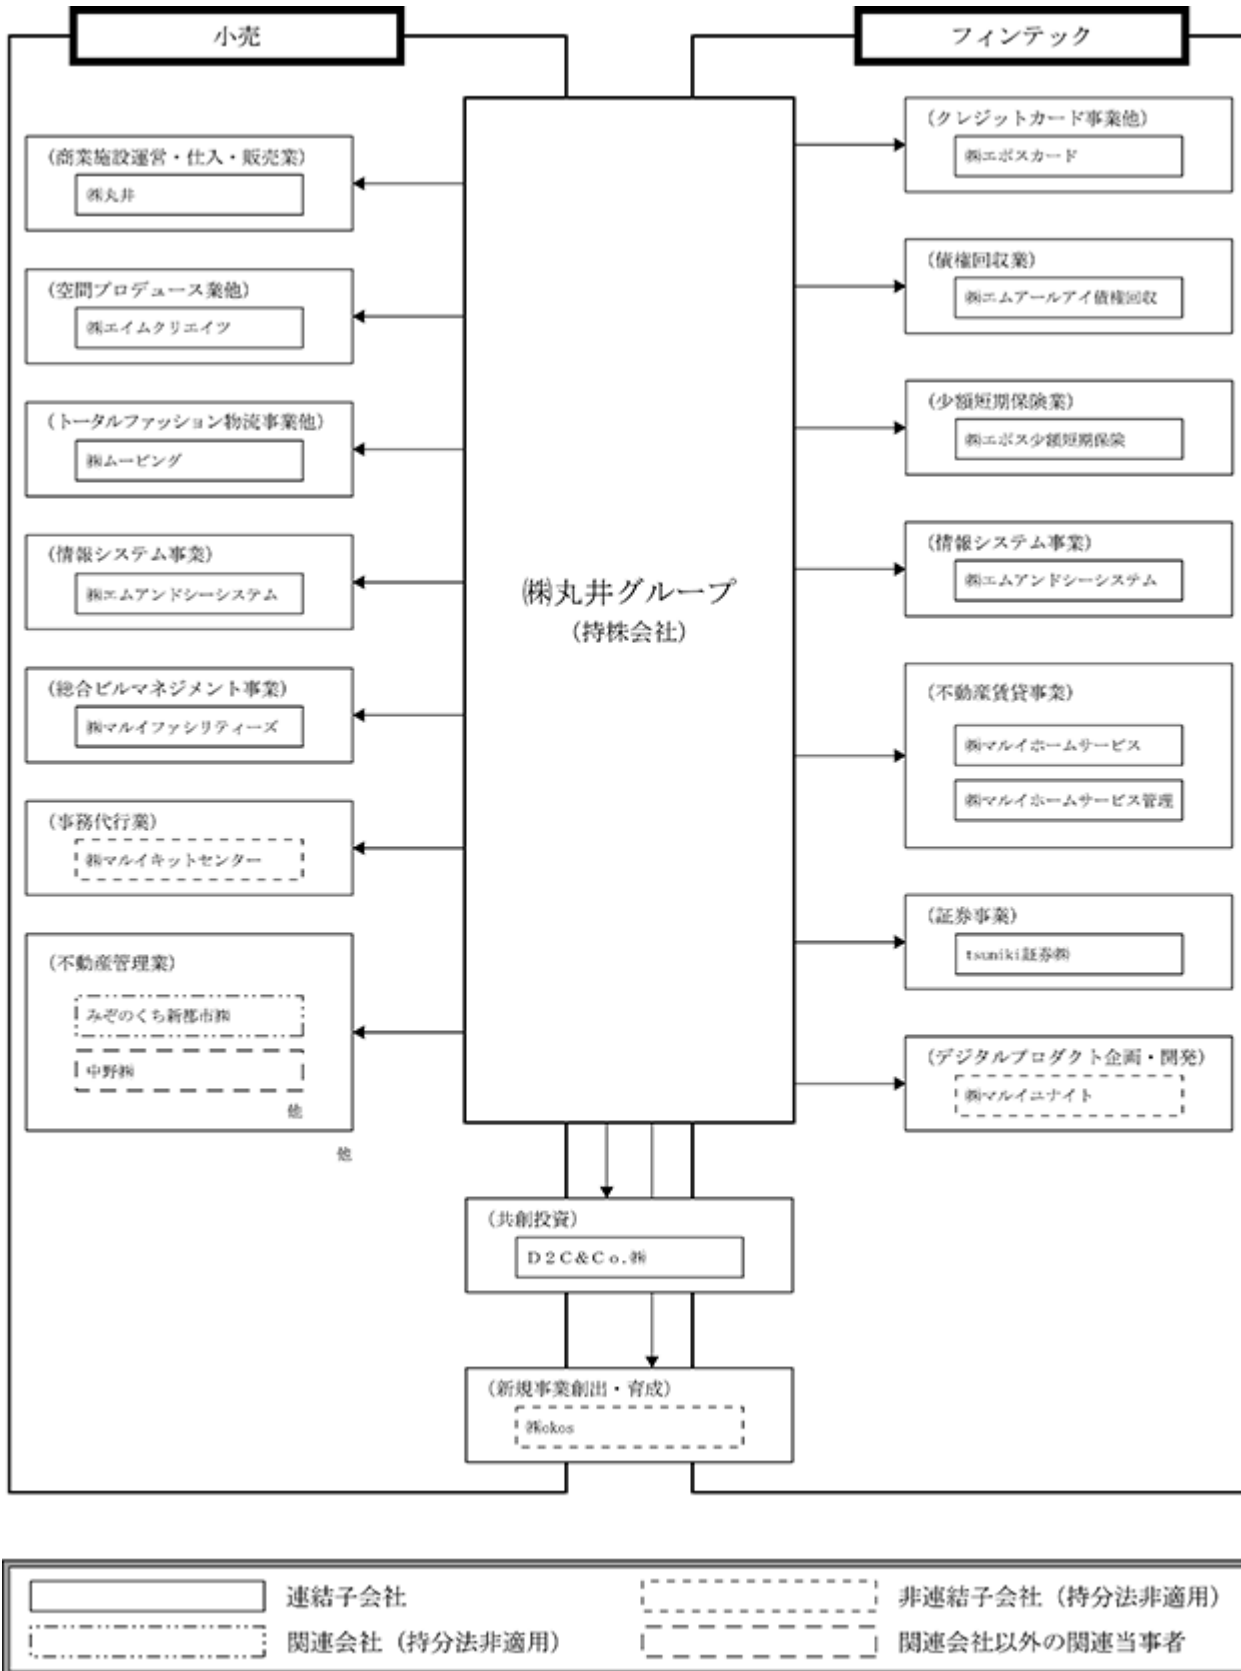 小売
(商業施設運営・仕入・販売業)
㈱丸井
(空間プロデュース業他)
㈱エイムクリエイツ
(トータルファッション物流事業他)
㈱ムービング
(情報システム事業)
㈱エムアンドシーシステム
(総合ビルマネジメント事業)
㈱マルイファシリティーズ
(事務代行業)
㈱マルイキットセンター
(不動産管理業)
みぞのくち新都市㈱
中野㈱
他
他
㈱丸井グループ
(持株会社)
(共創投資)
D2C&Co.㈱
(新規事業創出・育成)
㈱okos
フィンテック
(クレジットカード事業他)
㈱エポスカード
(債権回収業)
㈱エムアールアイ債権回収
(少額短期保険業)
㈱エポス少額短期保険
(情報システム事業)
㈱エムアンドシーシステム
(不動産賃貸事業)
㈱マルイホームサービス
㈱マルイホームサービス管理
(証券事業)
tsumiki証券㈱
(デジタルプロダクト企画・開発)
㈱マルイユナイト
連結子会社
非連結子会社 (持分法非適用)
関連会社 (持分法非適用)
関連会社以外の関連当事者